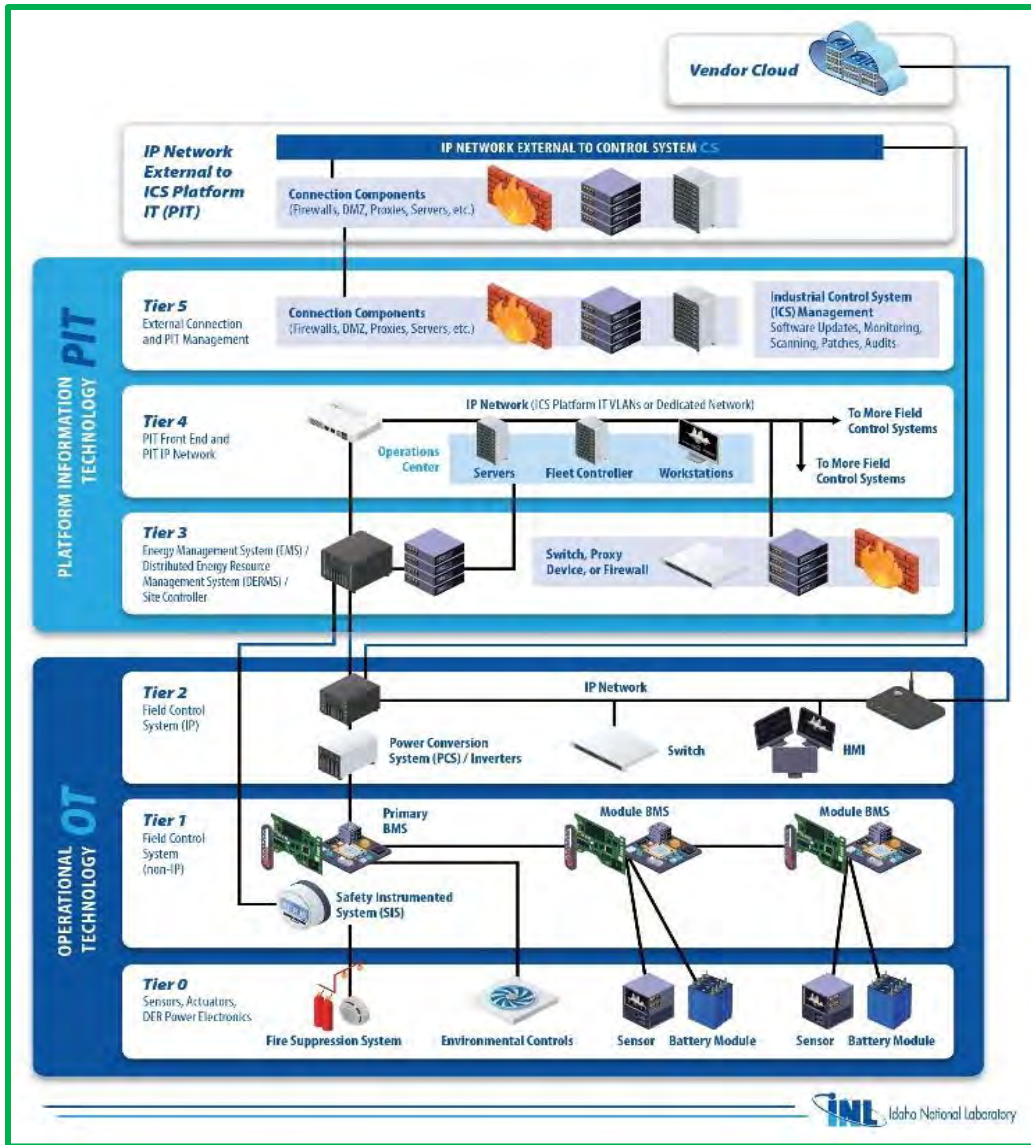 Vendor Cloud
IP Network
External to
ICS Platform
IT (PIT)
IP NETWORK EXTERNAL TO CONTROL SYSTEM CS
Connection Components
(Firewalls, DMZ, Proxies, Servers, etc.)
PLATFORM INFORMATION
TECHNOLOGY PIT
Tier 5
External Connection
and PIT Management
Connection Components
(Firewalls, DMZ, Proxies, Servers, etc.)
Industrial Control System
(ICS) Management
Software Updates, Monitoring,
Scanning, Patches, Audits
Tier 4
PIT Front End and
PIT IP Network
IP Network (ICS Platform IT VLANs or Dedicated Network)
To More Field
Control Systems
To More Field
Control Systems
Operations
Center
Servers
Fleet Controller
Workstations
Tier 3
Energy Management System (EMS) /
Distributed Energy Resource
Management System (DERMS) /
Site Controller
Switch, Proxy
Device, or Firewall
OPERATIONAL
TECHNOLOGY OT
Tier 2
Field Control
System (IP)
IP Network
Power Conversion
System (PCS) / Inverters
Switch
HMI
Tier 1
Field Control
System
(non-IP)
Primary
BMS
Module BMS
Module BMS
Safety Instrumented
System (SIS)
Tier 0
Sensors, Actuators,
DER Power Electronics
Fire Suppression System
Environmental Controls
Sensor
Battery Module
Sensor
Battery Module
INL Idaho National Laboratory